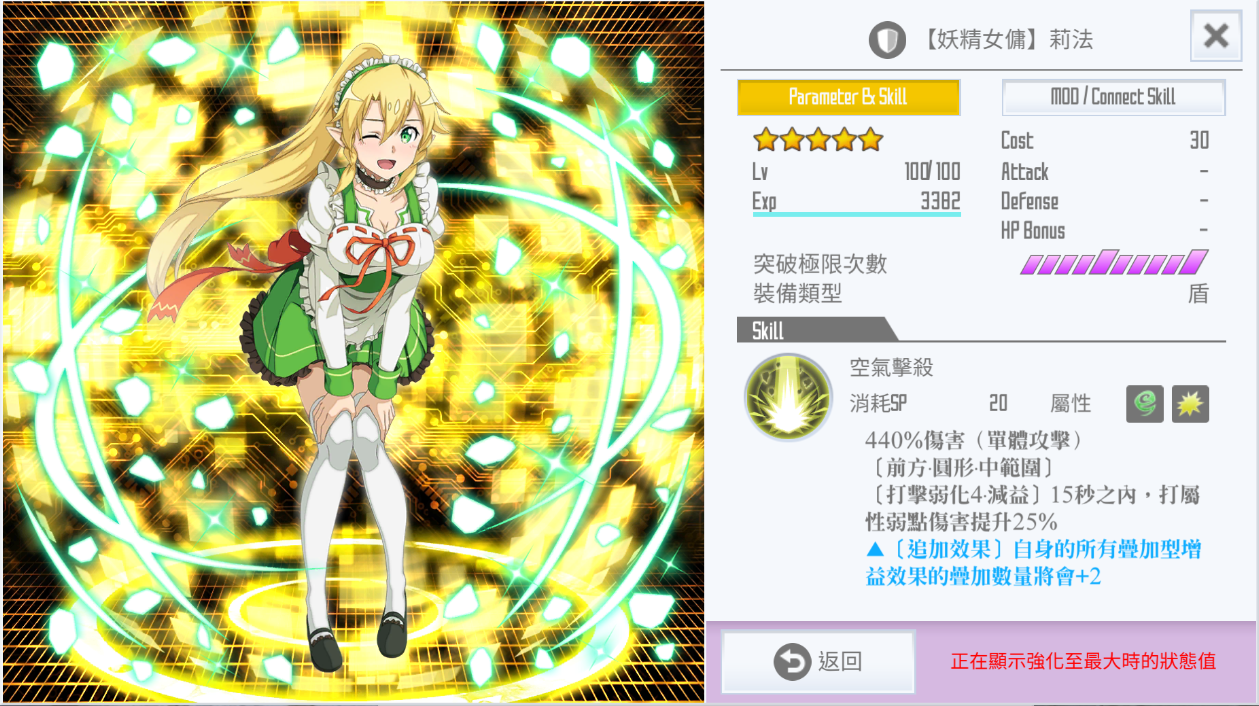 【妖精女傭】莉法
Parameter & Skill
MOD / Connect Skill
Lv 100/100
Exp 3382
Cost 30
Attack -
Defense -
HP Bonus -
突破極限次數
裝備類型 盾
Skill
空氣擊殺
消耗SP 20 屬性
440%傷害（單體攻擊）
〔前方·圓形·中範圍〕
〔打擊弱化4·減益〕15秒之內，打屬
性弱點傷害提升25%
▲〔追加效果〕自身的所有疊加型增
益效果的疊加數量將會+2
返回
正在顯示強化至最大時的狀態值